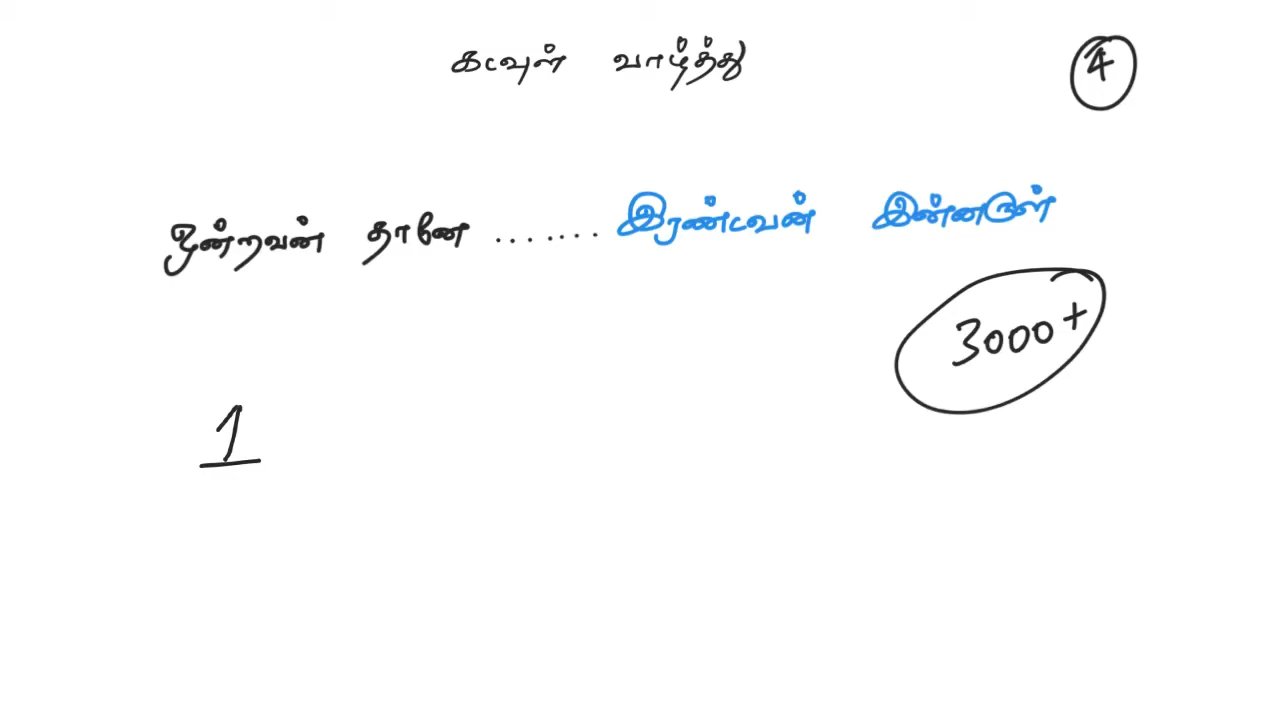 கடவுள் வாழ்த்து
4
ஒன்றவன் தானே ....... இரண்டவன் இன்னருள்
3000+
1